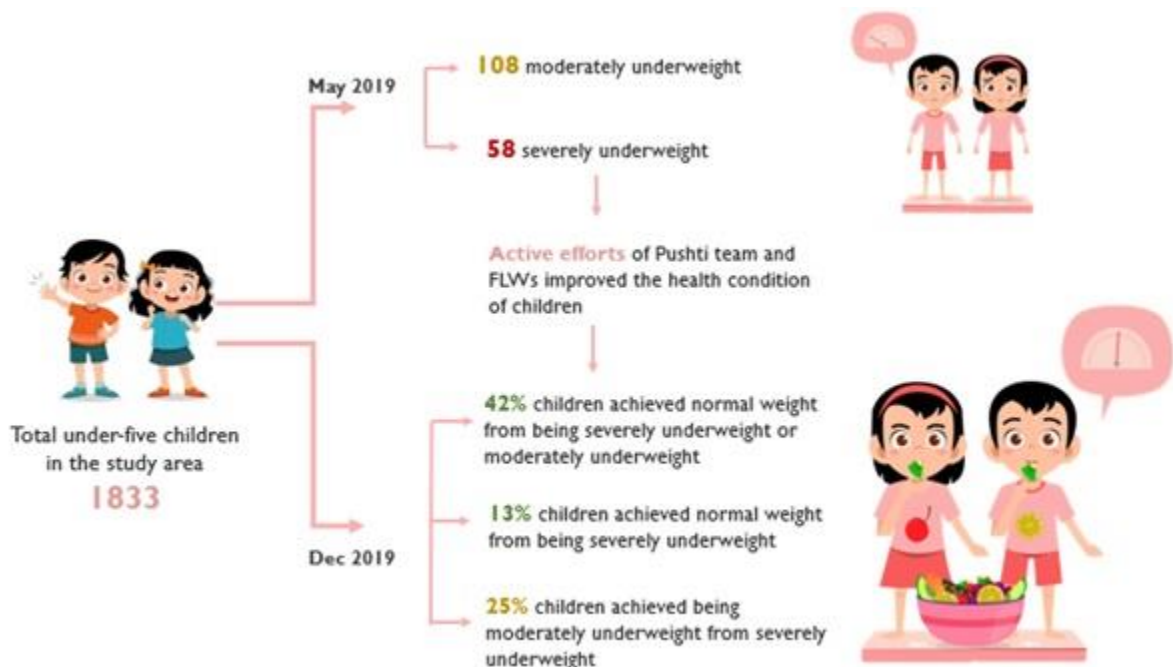 May 2019
108 moderately underweight
58 severely underweight
Active efforts of Pushti team and
FLWs improved the health condition
of children
Total under-five children
in the study area
1833
Dec 2019
42% children achieved normal weight
from being severely underweight or
moderately underweight
13% children achieved normal weight
from being severely underweight
25% children achieved being
moderately underweight from severely
underweight